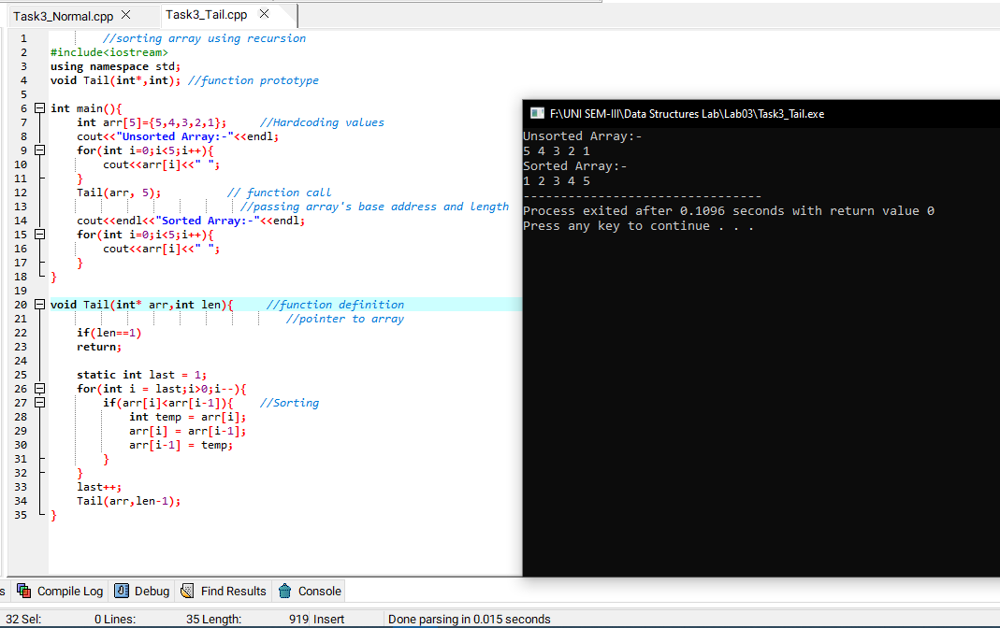 Task3_Normal.cpp Task3_Tail.cpp
1 //sorting array using recursion
2 #include<iostream>
3 using namespace std;
4 void Tail(int*,int); //function prototype
5
6 int main(){
7 int arr[5]={5,4,3,2,1}; //Hardcoding values
8 cout<<"Unsorted Array:-"<<endl;
9 for(int i=0;i<5;i++){
10 cout<<arr[i]<<" ";
11 }
12 Tail(arr, 5); // function call
13 //passing array's base address and length
14 cout<<endl<<"Sorted Array:-"<<endl;
15 for(int i=0;i<5;i++){
16 cout<<arr[i]<<" ";
17 }
18 }
19
20 void Tail(int* arr,int len){ //function definition
21 //pointer to array
22 if(len==1)
23 return;
24
25 static int last = 1;
26 for(int i = last;i>0;i--){
27 if(arr[i]<arr[i-1]){ //Sorting
28 int temp = arr[i];
29 arr[i] = arr[i-1];
30 arr[i-1] = temp;
31 }
32 }
33 last++;
34 Tail(arr,len-1);
35 }
F:\UNI SEM-III\Data Structures Lab\Lab03\Task3_Tail.exe
Unsorted Array:-
5 4 3 2 1
Sorted Array:-
1 2 3 4 5
--------------------------------
Process exited after 0.1096 seconds with return value 0
Press any key to continue . . .
s Compile Log Debug Find Results Console
32 Sel: 0 Lines: 35 Length: 919 Insert Done parsing in 0.015 seconds